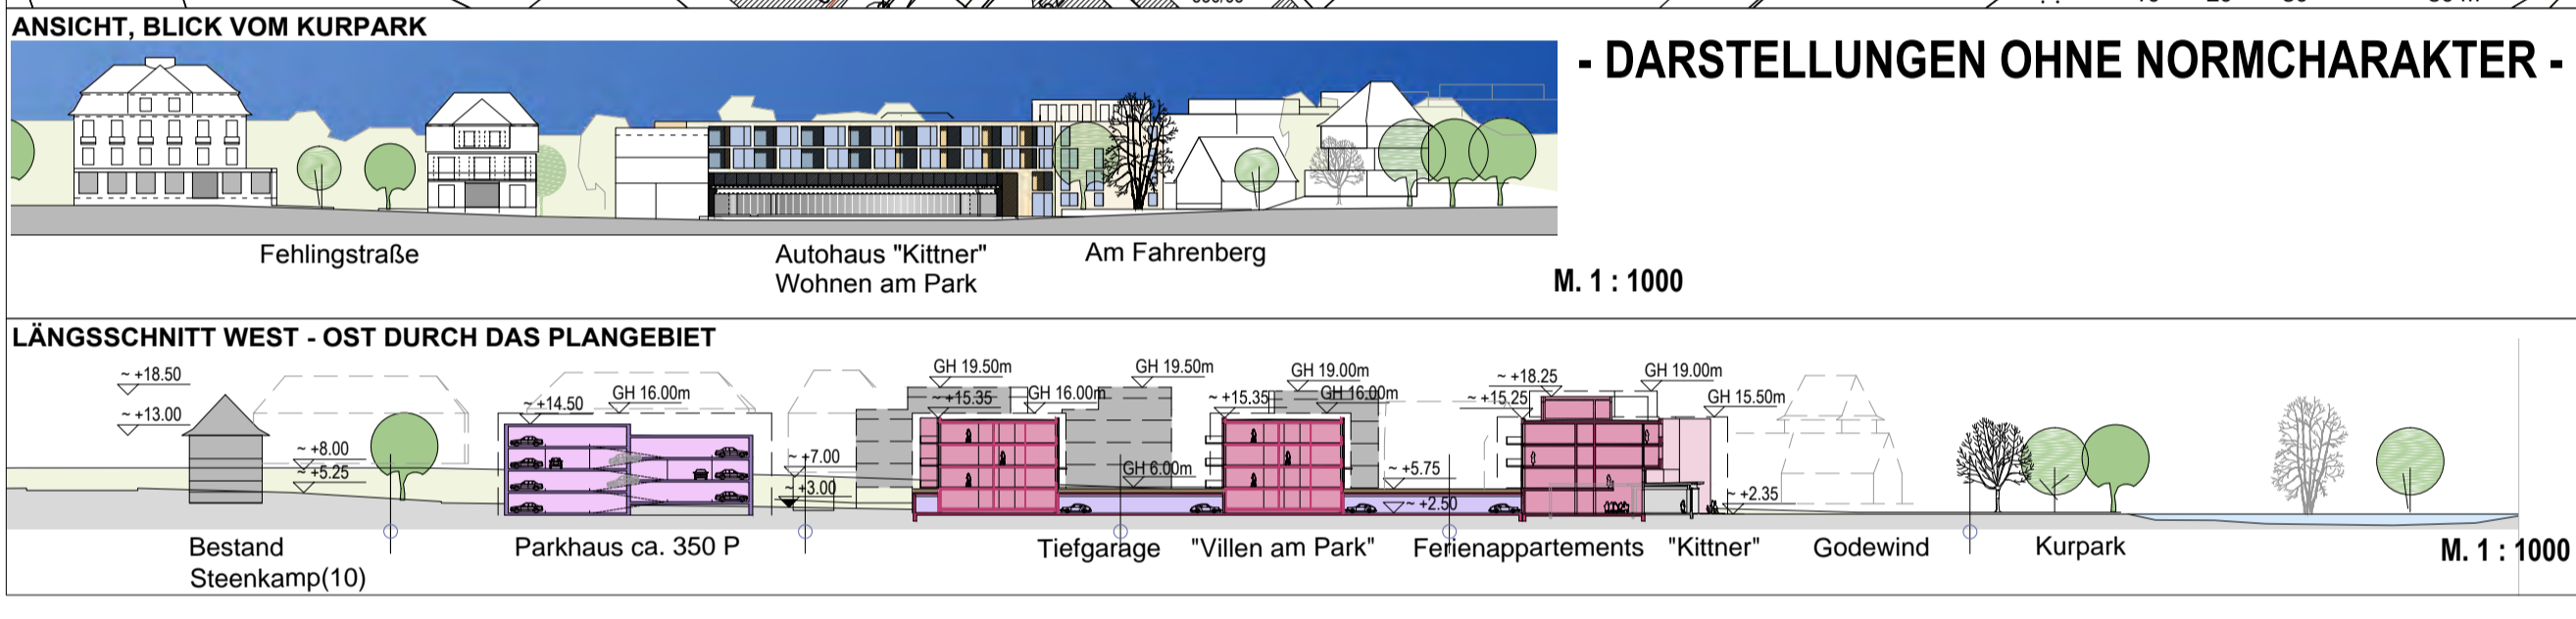 ANSICHT, BLICK VOM KURPARK
- DARSTELLUNGEN OHNE NORMCHARAKTER -
Fehlingstraße
Autohaus "Kittner"
Wohnen am Park
Am Fahrenberg
M. 1 : 1000
LÄNGSSCHNITT WEST - OST DURCH DAS PLANGEBIET
~ +18.50
~ +13.00
~ +8.00
~ +5.25
~ +14.50
GH 16.00m
~ +7.00
~ +3.00
GH 19.50m
~ +15.35
GH 16.00m
GH 19.50m
GH 6.00m
~ +15.35
GH 19.00m
GH 16.00m
~ +5.75
~ +2.50
~ +18.25
~ +15.25
GH 19.00m
GH 15.50m
~ +2.35
Bestand
Steenkamp(10)
Parkhaus ca. 350 P
Tiefgarage
"Villen am Park"
Ferienappartements
"Kittner"
Godewind
Kurpark
M. 1 : 1000